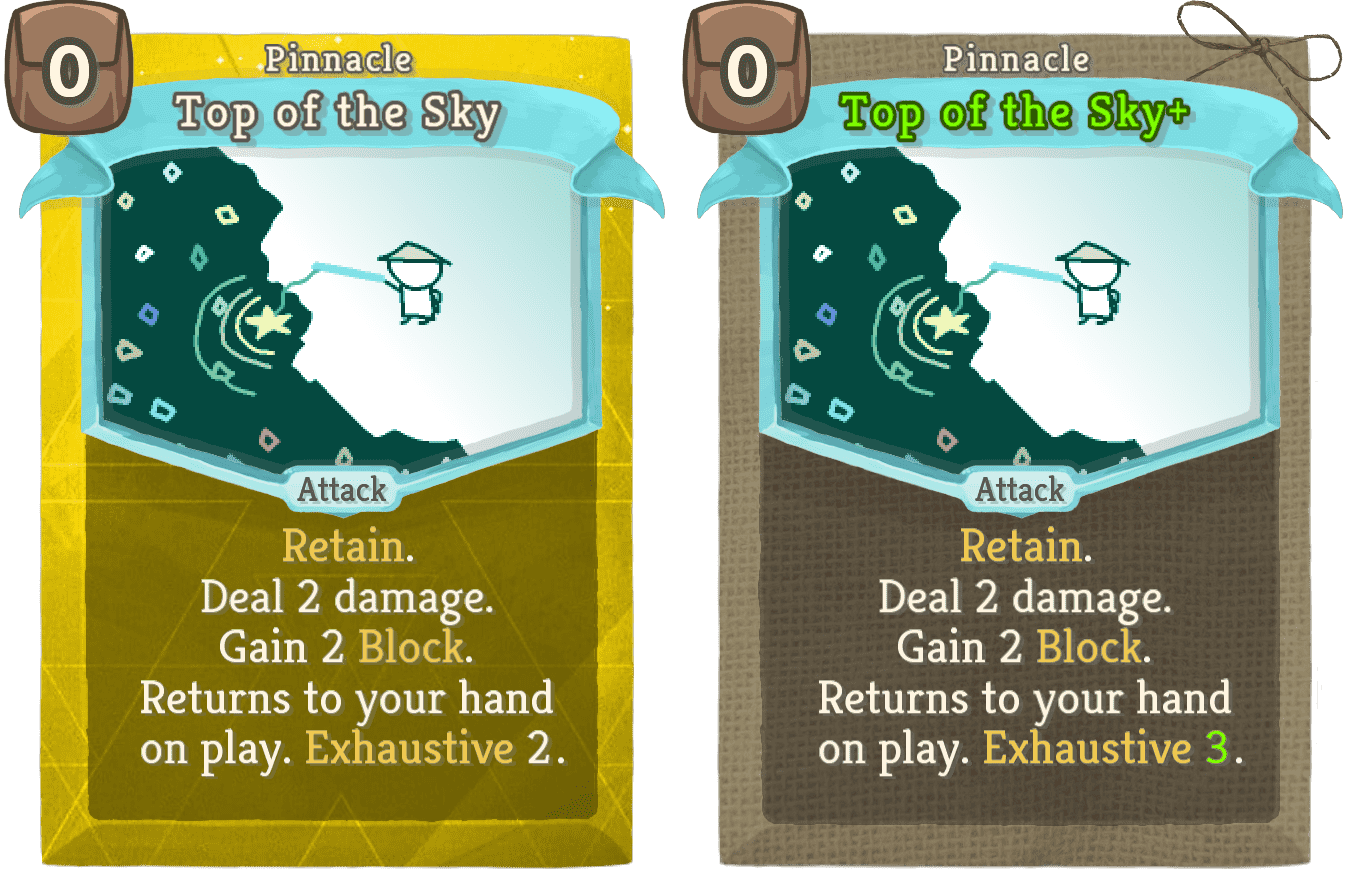 0
Pinnacle
Top of the Sky
Attack
Retain.
Deal 2 damage.
Gain 2 Block.
Returns to your hand
on play. Exhaustive 2.
0
Pinnacle
Top of the Sky+
Attack
Retain.
Deal 2 damage.
Gain 2 Block.
Returns to your hand
on play. Exhaustive 3.